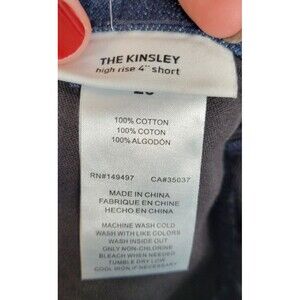 THE KINSLEY
high rise 4" short
100% COTTON
100% COTON
100% ALGODÓN
RN#149497 CA#35037
MADE IN CHINA
FABRIQUE EN CHINE
HECHO EN CHINA
MACHINE WASH COLD
WASH WITH LIKE COLORS
WASH INSIDE OUT
ONLY NON-CHLORINE
BLEACH WHEN NEEDED
TUMBLE DRY LOW
COOL IRON IF NECESSARY